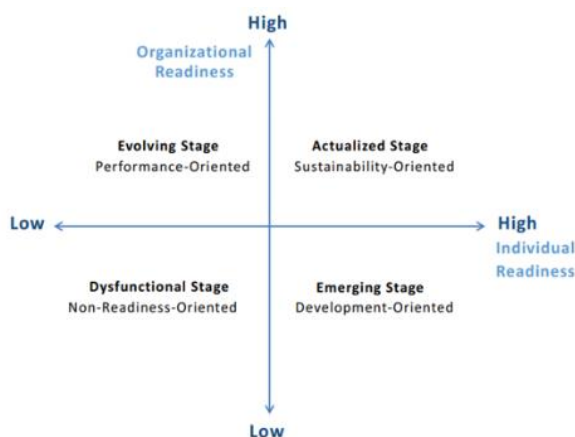 High
Organizational
Readiness
Evolving Stage
Performance-Oriented
Actualized Stage
Sustainability-Oriented
Low
High
Individual
Readiness
Dysfunctional Stage
Non-Readiness-Oriented
Emerging Stage
Development-Oriented
Low